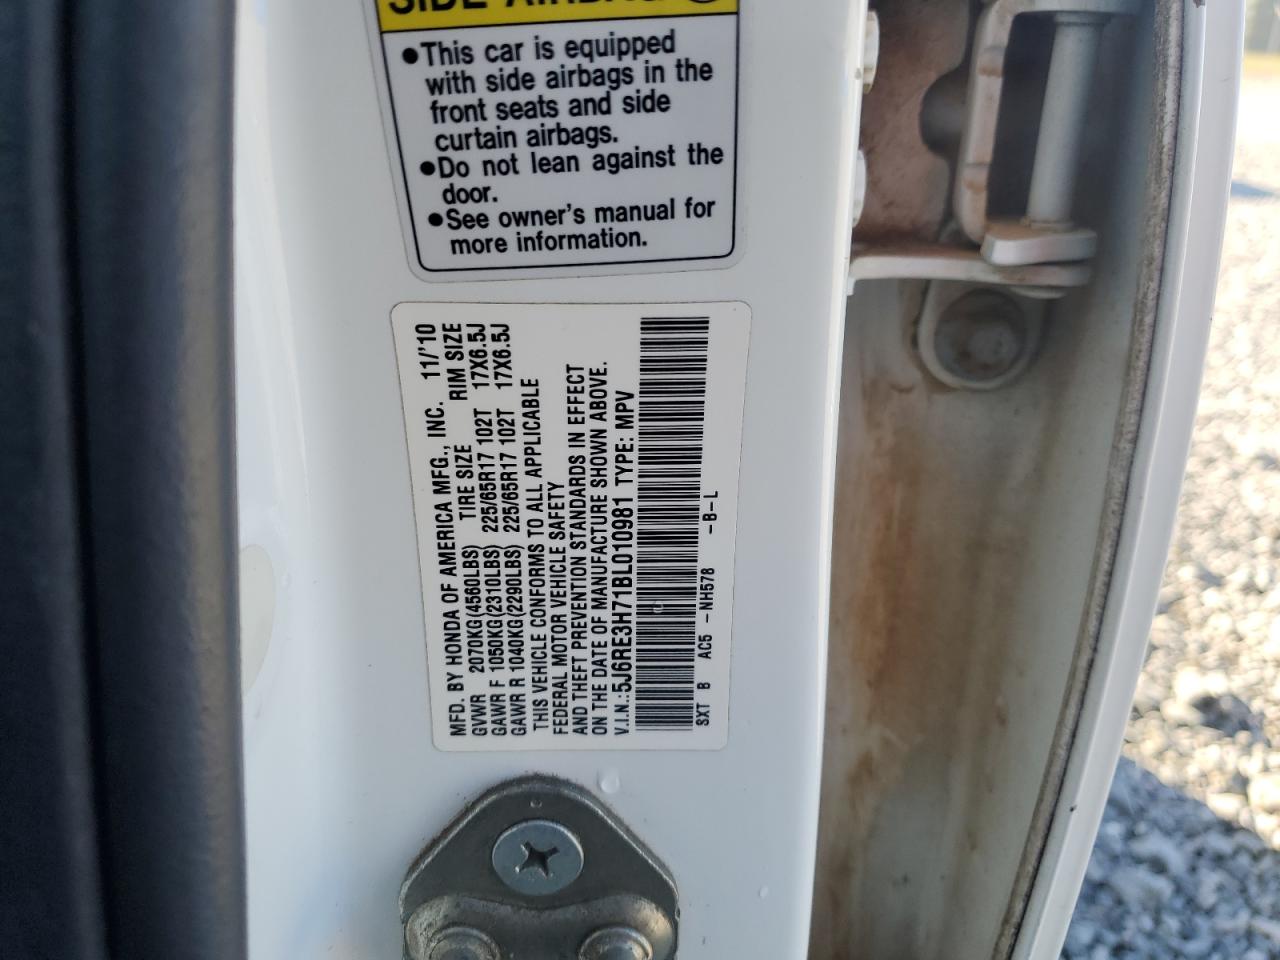 SIDE AIRBAG
●This car is equipped
with side airbags in the
front seats and side
curtain airbags.
●Do not lean against the
door.
●See owner's manual for
more information.
MFD. BY HONDA OF AMERICA MFG., INC. 11/'10
GVWR 2070KG(4560LBS) TIRE SIZE RIM SIZE
GAWR F 1050KG(2310LBS) 225/65R17 102T 17X6.5J
GAWR R 1040KG(2290LBS) 225/65R17 102T 17X6.5J
THIS VEHICLE CONFORMS TO ALL APPLICABLE
FEDERAL MOTOR VEHICLE SAFETY
AND THEFT PREVENTION STANDARDS IN EFFECT
ON THE DATE OF MANUFACTURE SHOWN ABOVE.
V.I.N.:5J6RE3H71BL010981 TYPE: MPV
SXT B AC5 -NH578 -B-L